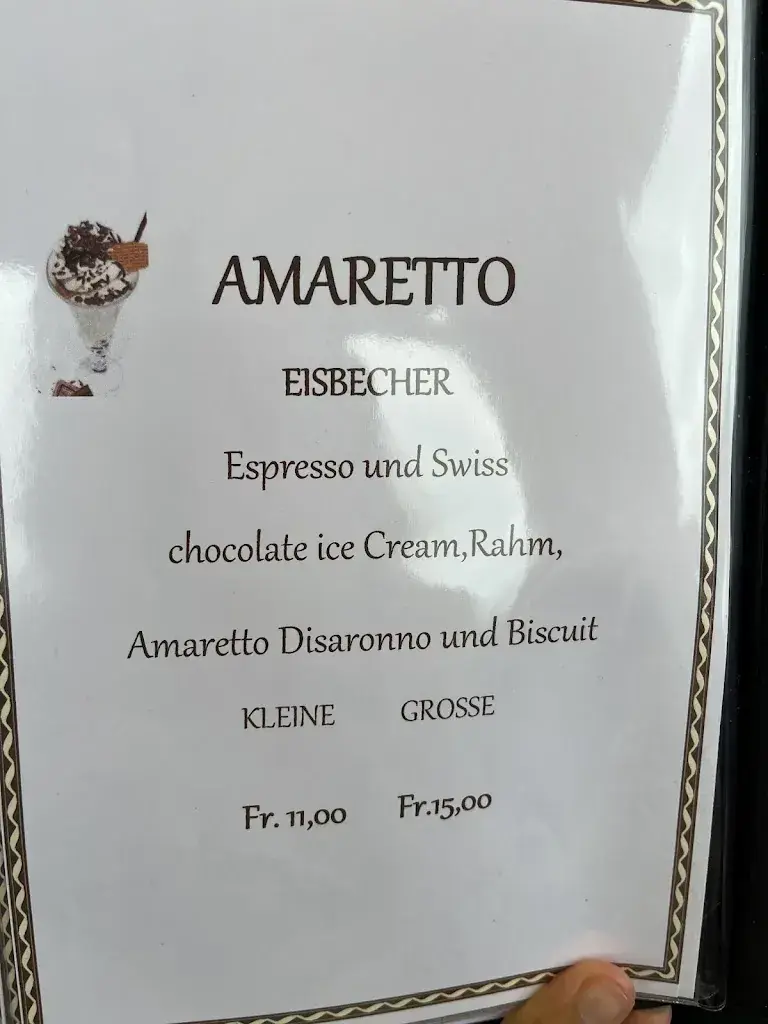 AMARETTO
EISBECHER
Espresso und Swiss
chocolate ice Cream,Rahm,
Amaretto Disaronno und Biscuit
KLEINE GROSSE
Fr. 11,00 Fr.15,00